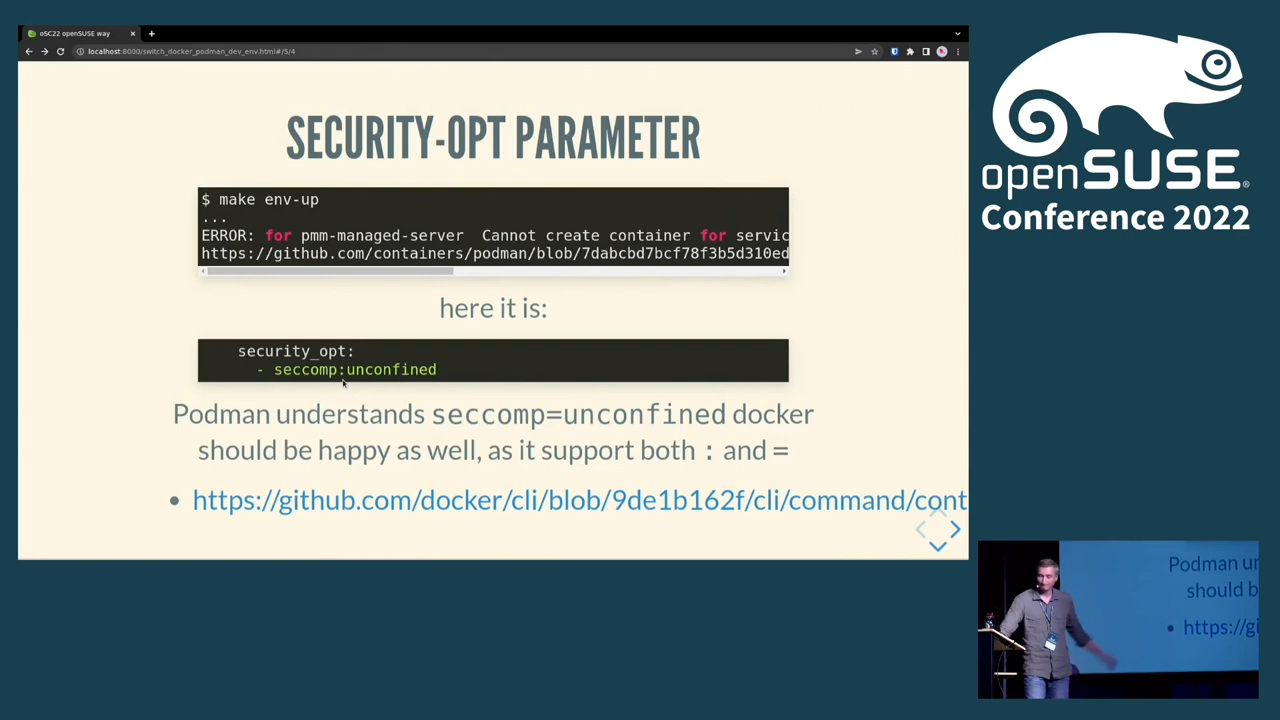 oSC22 openSUSE way
localhost:8000/switch_docker_podman_dev_env.html#/5/4
SECURITY-OPT PARAMETER
$ make env-up
...
ERROR: for pmm-managed-server  Cannot create container for servic
https://github.com/containers/podman/blob/7dabcbd7bcf78f3b5d310ed
here it is:
security_opt:
- seccomp:unconfined
Podman understands seccomp=unconfined docker
should be happy as well, as it support both : and =
• https://github.com/docker/cli/blob/9de1b162f/cli/command/cont
openSUSE®
Conference 2022
Podman un
should b
• https://gi